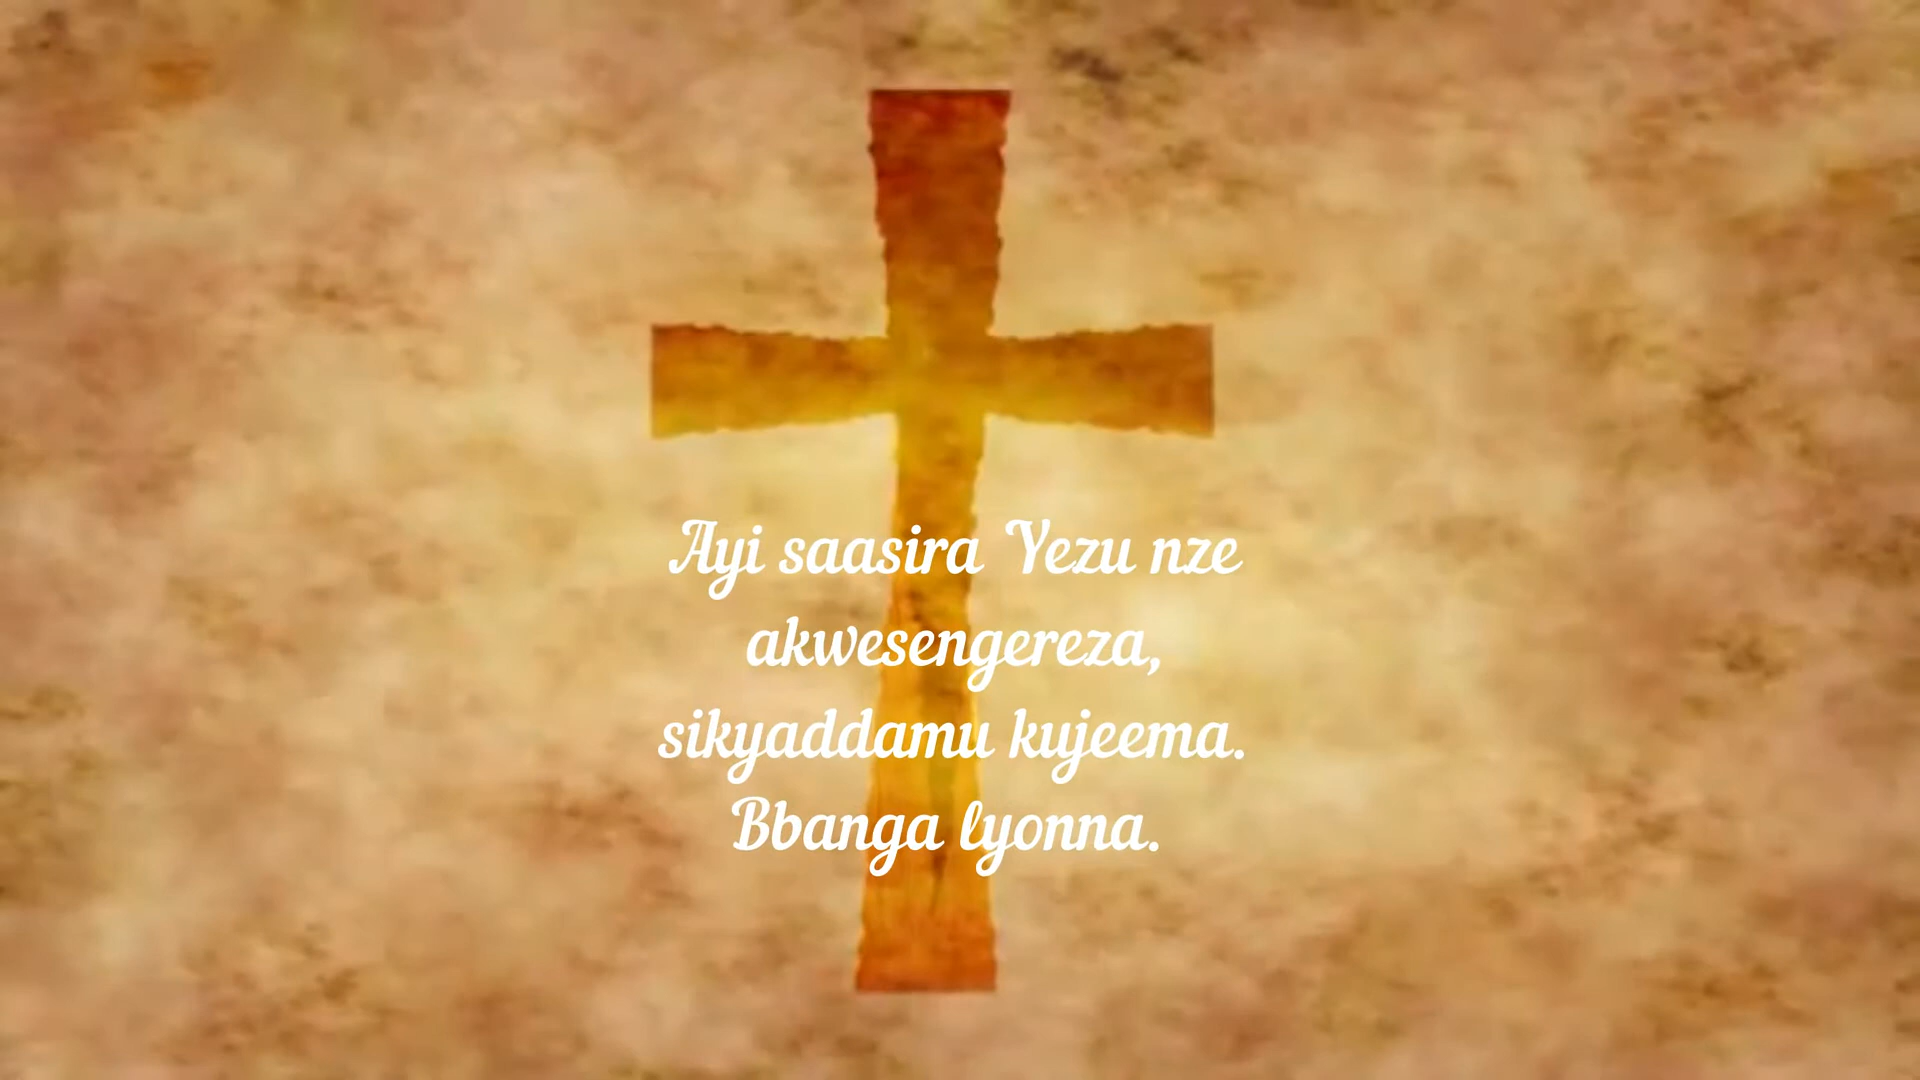 Ayi saasira Yezu nze
akwesengereza,
sikyaddamu kujeema.
Bbanga lyonna.